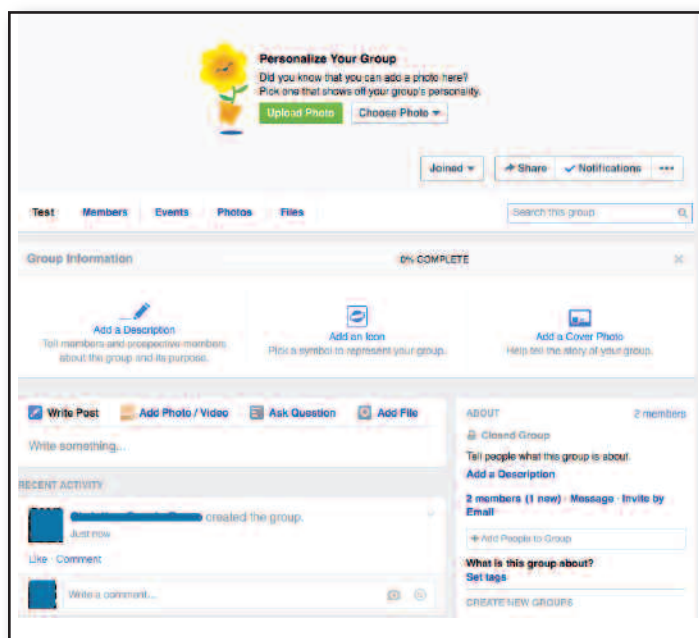 Personalize Your Group
Did you know that you can add a photo here?
Pick one that shows off your group's personality.
Upload Photo Choose Photo
Joined Share Notifications
Test Members Events Photos Files Search this group
Group Information 0% COMPLETE
Add a Description
Tell members and prospective members
about the group and its purpose.
Add an Icon
Pick a symbol to represent your group.
Add a Cover Photo
Help tell the story of your group.
Write Post Add Photo / Video Ask Question Add File
Write something...
RECENT ACTIVITY
created the group.
Just now
Like · Comment
Write a comment...
ABOUT 2 members
Closed Group
Tell people what this group is about.
Add a Description
2 members (1 new) · Message · Invite by
Email
+ Add People to Group
What is this group about?
Set tags
CREATE NEW GROUPS